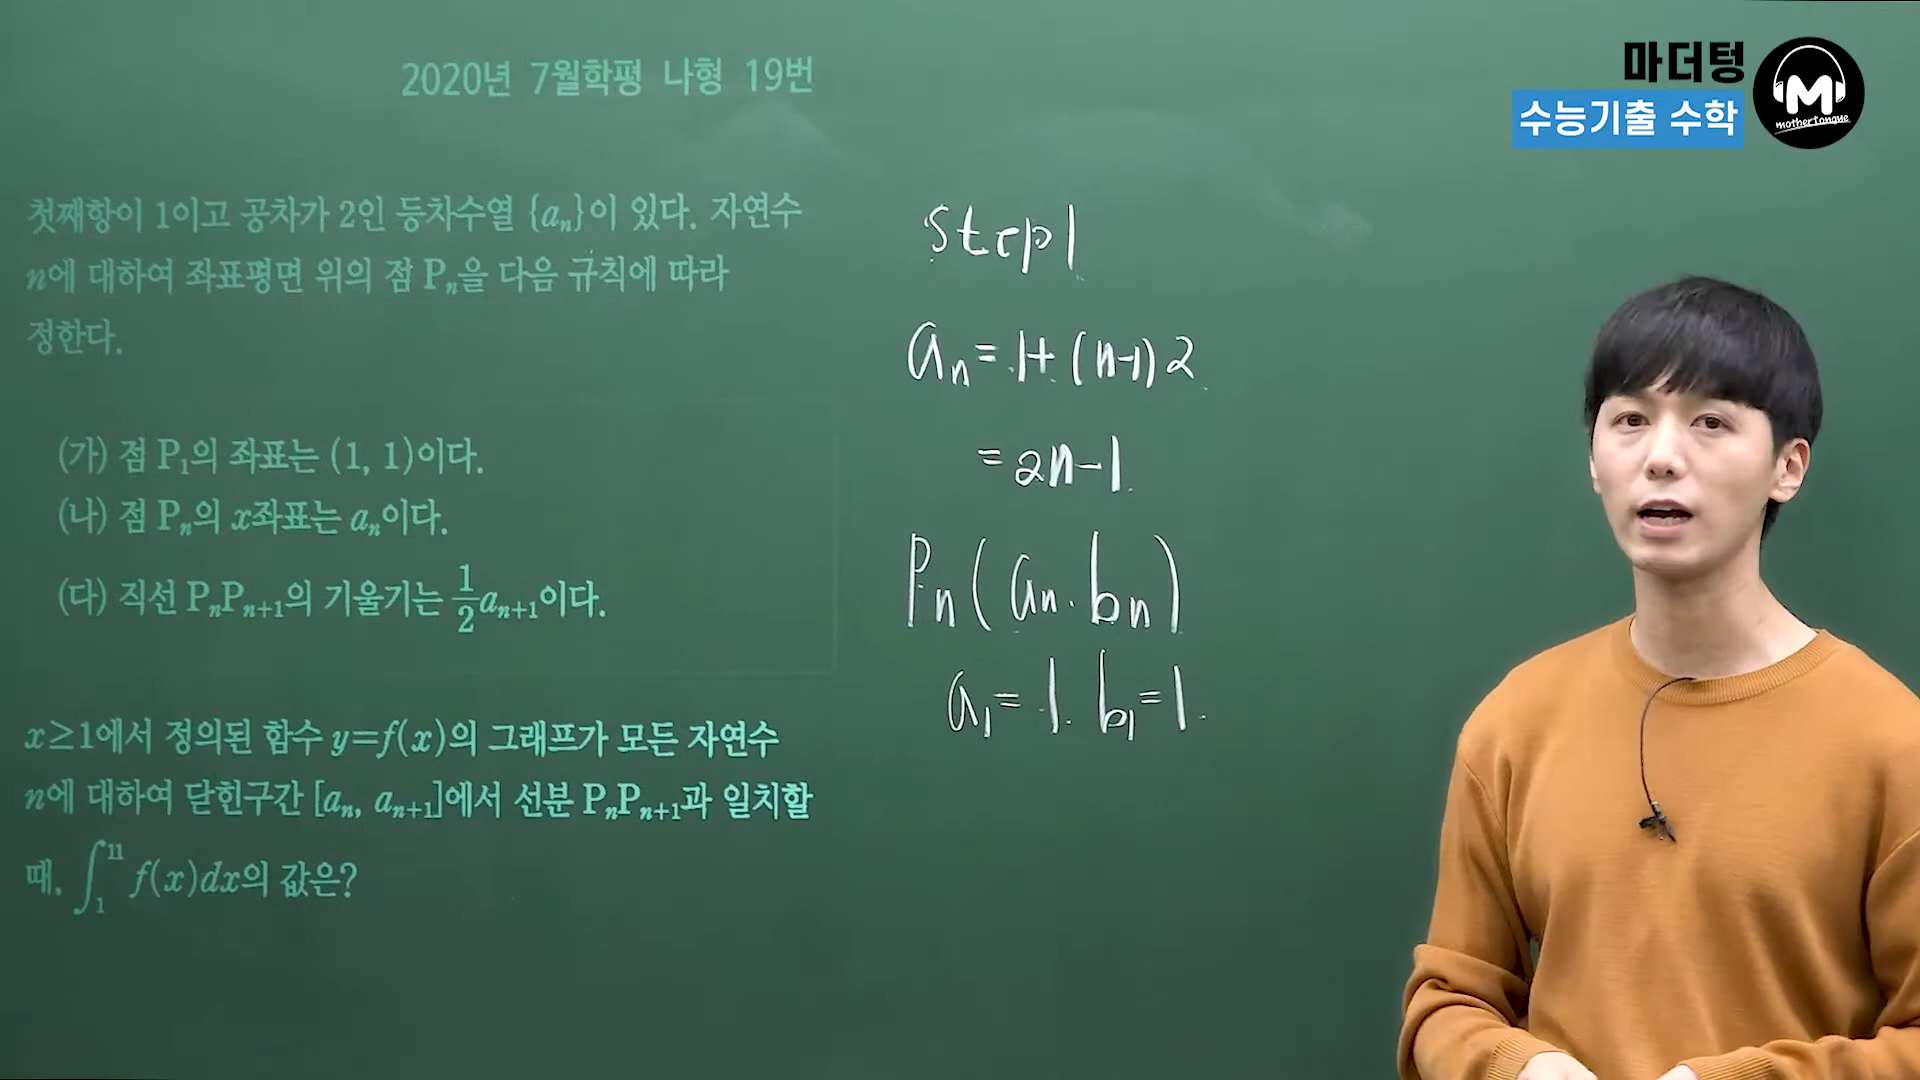 2020년 7월학평 나형 19번
마더텅
수능기출 수학
M
mothertongue
첫째항이 1이고 공차가 2인 등차수열 {aₙ}이 있다. 자연수
n에 대하여 좌표평면 위의 점 Pₙ을 다음 규칙에 따라
정한다.
(가) 점 P₁의 좌표는 (1, 1)이다.
(나) 점 Pₙ의 x좌표는 aₙ이다.
(다) 직선 PₙPₙ₊₁의 기울기는 1/2 aₙ₊₁이다.
x≥1에서 정의된 함수 y=f(x)의 그래프가 모든 자연수
n에 대하여 닫힌구간 [aₙ, aₙ₊₁]에서 선분 PₙPₙ₊₁과 일치할
때, ∫₁¹¹ f(x)dx의 값은?
step1
aₙ = 1+(n-1)2
= 2n-1
Pₙ(aₙ. bₙ)
a₁=1. b₁=1.